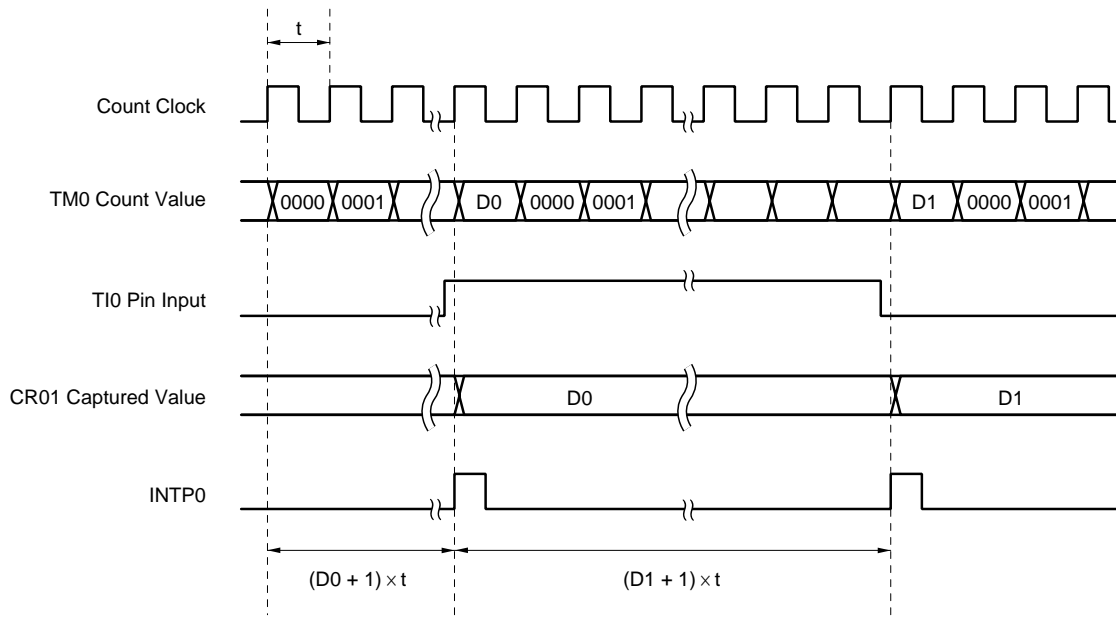 t
Count Clock
TM0 Count Value
0000 0001 D0 0000 0001 D1 0000 0001
TI0 Pin Input
CR01 Captured Value
D0 D1
INTP0
(D0 + 1) × t (D1 + 1) × t